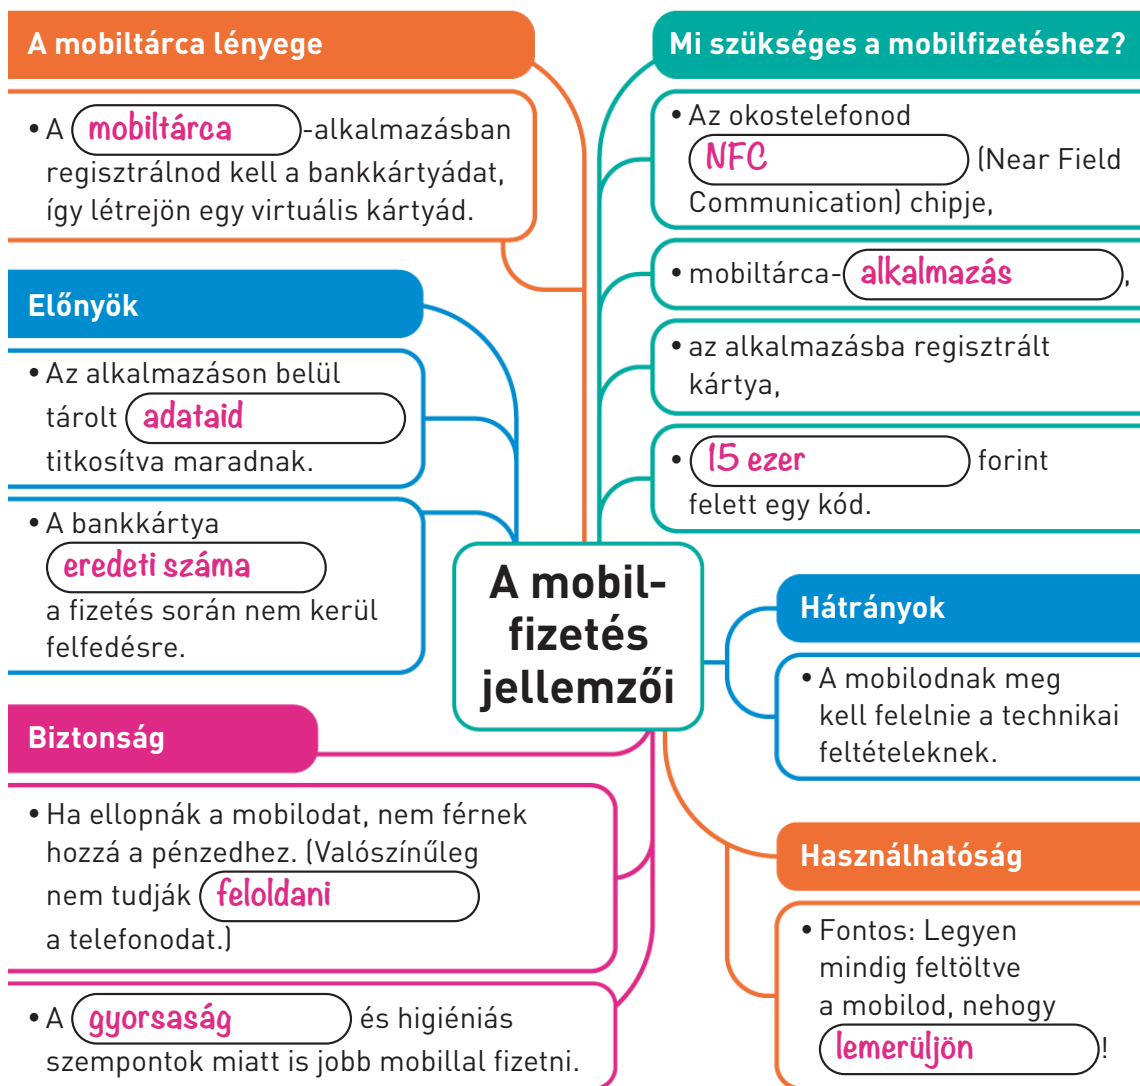 A mobiltárca lényege
• A mobiltárca-alkalmazásban
regisztrálnod kell a bankkártyádat,
így létrejön egy virtuális kártyád.
Előnyök
• Az alkalmazáson belül
tárolt adataid
titkosítva maradnak.
• A bankkártya
eredeti száma
a fizetés során nem kerül
felfedésre.
Biztonság
• Ha ellopnák a mobilodat, nem férnek
hozzá a pénzedhez. (Valószínűleg
nem tudják feloldani
a telefonodat.)
• A gyorsaság és higiéniás
szempontok miatt is jobb mobillal fizetni.
A mobil-
fizetés
jellemzői
Mi szükséges a mobilfizetéshez?
• Az okostelefonod
NFC (Near Field
Communication) chipje,
• mobiltárca-alkalmazás,
• az alkalmazásba regisztrált
kártya,
• 15 ezer forint
felett egy kód.
Hátrányok
• A mobilodnak meg
kell felelnie a technikai
feltételeknek.
Használhatóság
• Fontos: Legyen
mindig feltöltve
a mobilod, nehogy
lemerüljön!